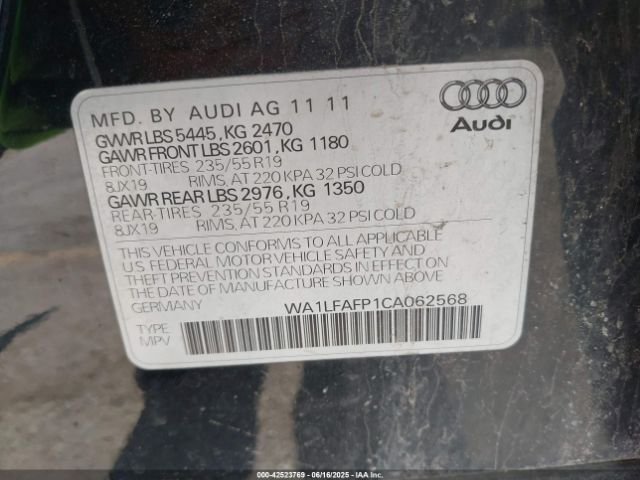 MFD. BY AUDI AG 11 11
GVWR LBS 5445, KG 2470
GAWR FRONT LBS 2601, KG 1180
FRONT-TIRES 235/55 R19
8JX19 RIMS, AT 220 KPA 32 PSI COLD
GAWR REAR LBS 2976, KG 1350
REAR-TIRES 235/55 R19
8JX19 RIMS, AT 220 KPA 32 PSI COLD
THIS VEHICLE CONFORMS TO ALL APPLICABLE
U.S FEDERAL MOTOR VEHICLE SAFETY AND
THEFT PREVENTION STANDARDS IN EFFECT ON
THE DATE OF MANUFACTURE SHOWN ABOVE
GERMANY WA1LFAFP1CA062568
TYPE:
MPV
Audi
000-42523769 - 06/16/2025 - IAAI.COM